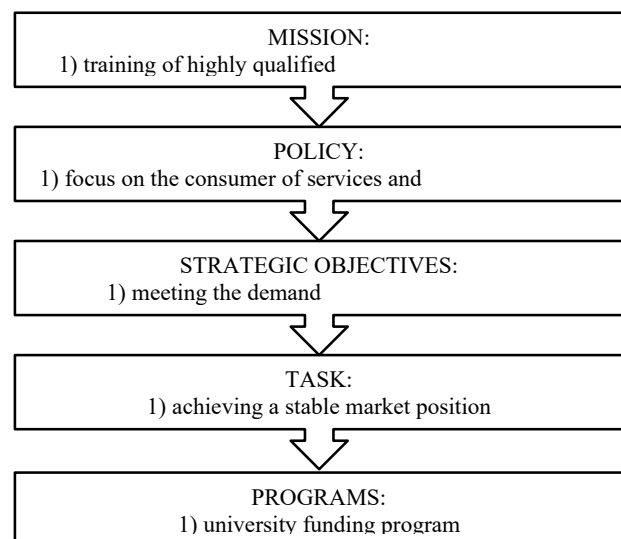 MISSION:
1) training of highly qualified
POLICY:
1) focus on the consumer of services and
STRATEGIC OBJECTIVES:
1) meeting the demand
TASK:
1) achieving a stable market position
PROGRAMS:
1) university funding program